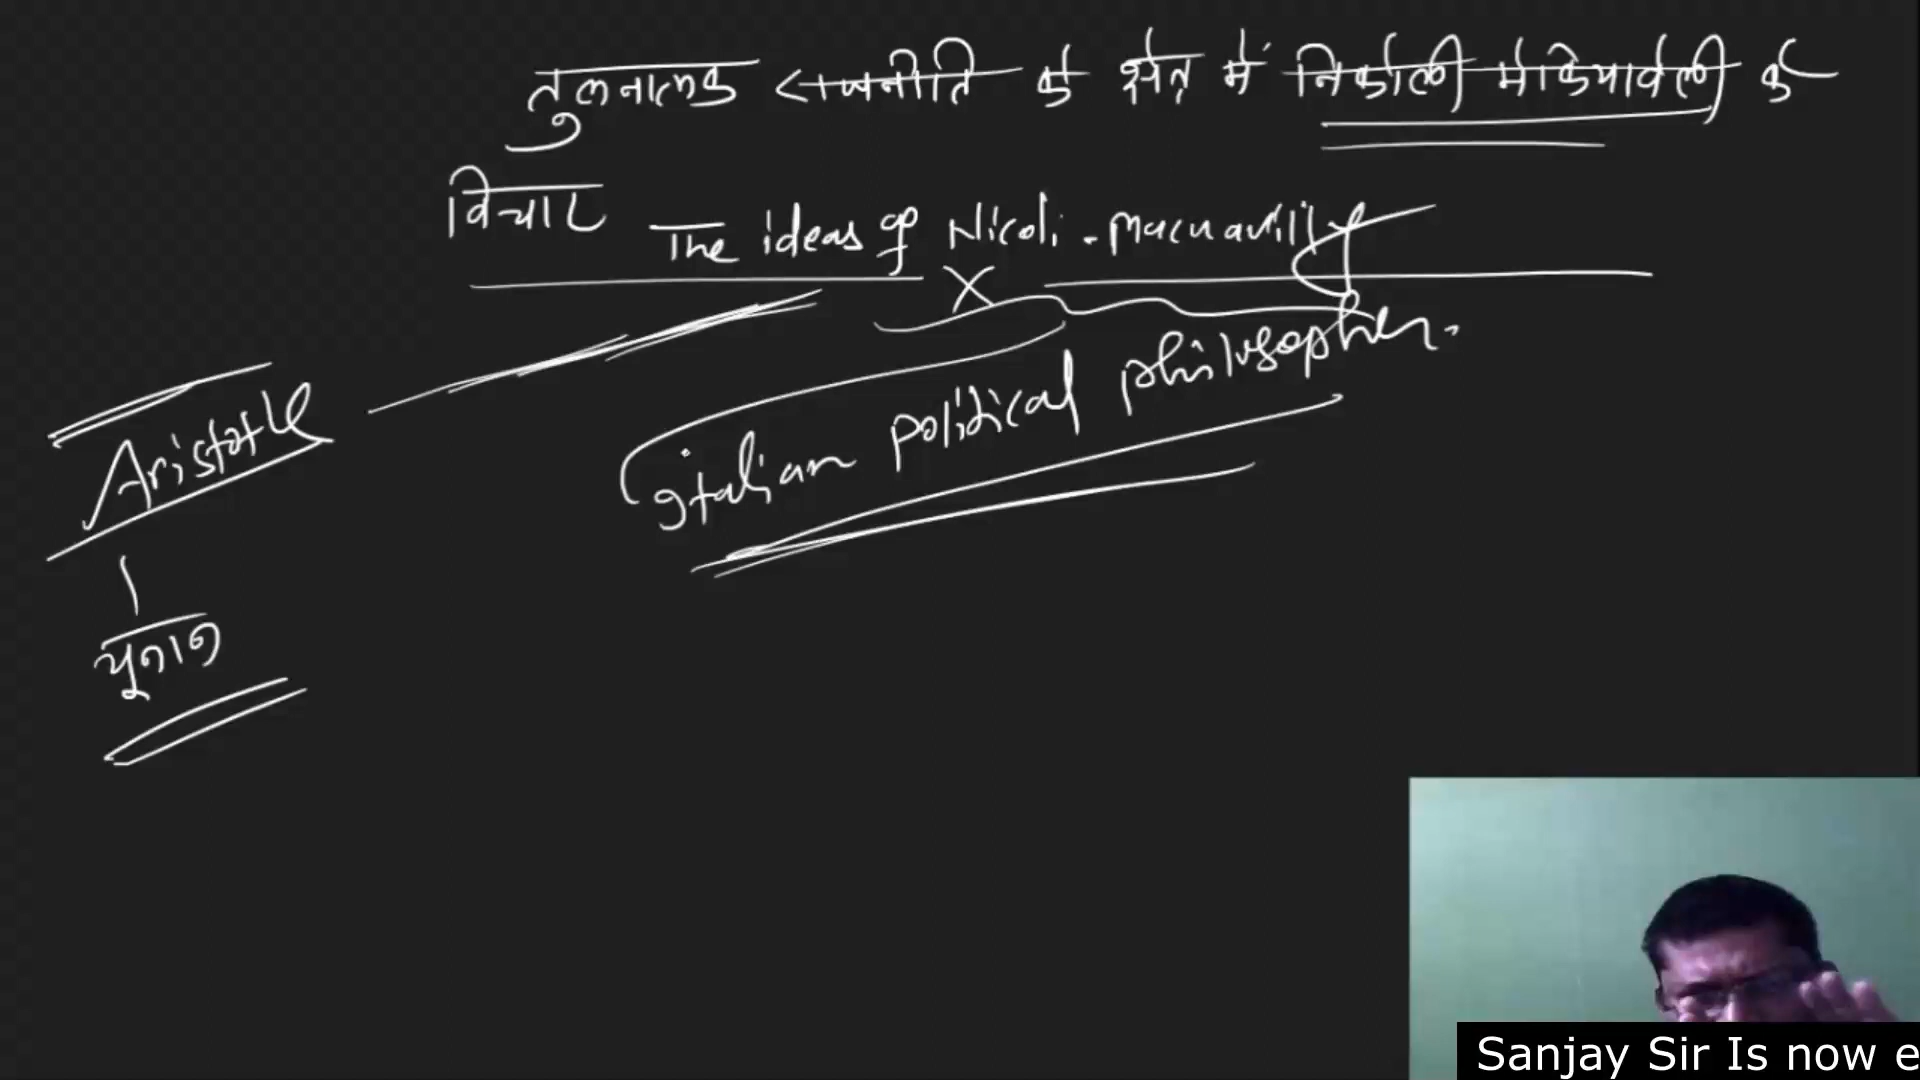 तुलनात्मक राजनीति के क्षेत्र में निकोली मेकियावेली के
विचार The ideas of Nicoli - Macuavilly
X
Italian political philosopher.
Aristotle
यूनान
Sanjay Sir Is now e